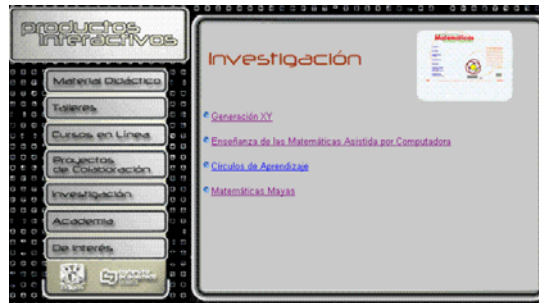 productos
interactivos
Material Didáctico
Talleres
Cursos en Línea
Proyectos
de Colaboración
Investigación
Academia
De Interés
Investigación
Matemáticas
Generación XY
Enseñanza de las Matemáticas Asistida por Computadora
Círculos de Aprendizaje
Matemáticas Mayas